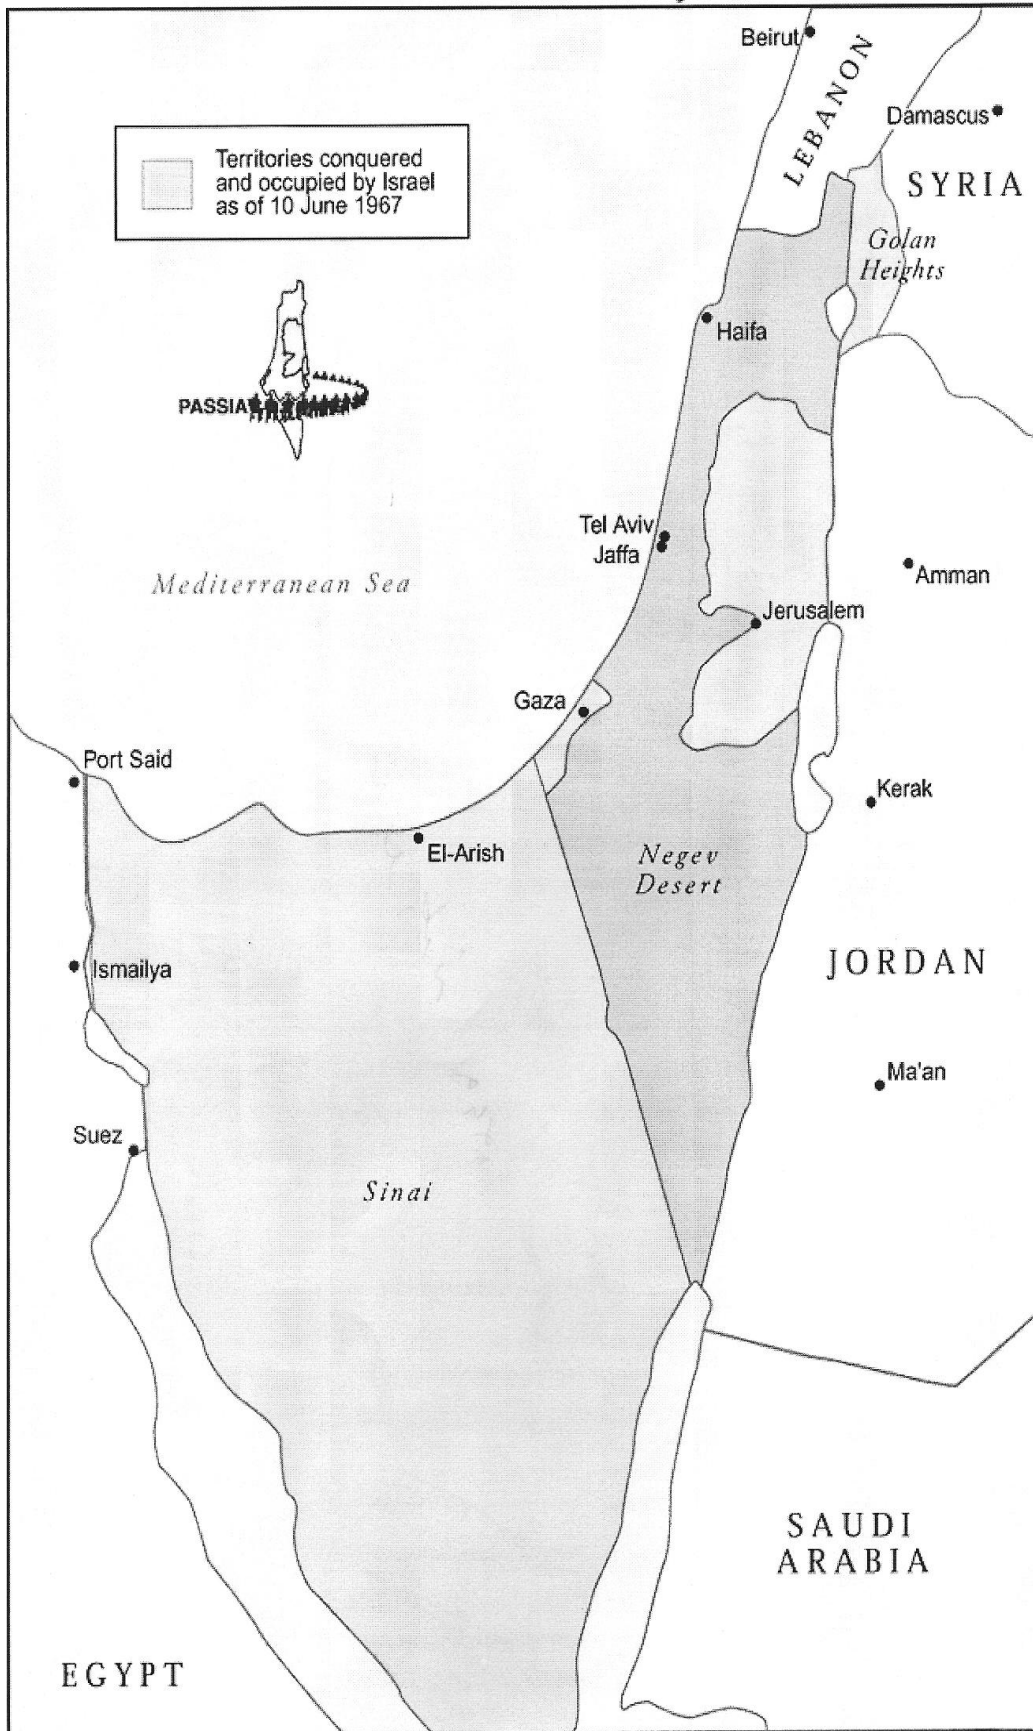 Beirut
LEBANON
Damascus
SYRIA
Territories conquered
and occupied by Israel
as of 10 June 1967
Golan
Heights
Haifa
PASSIA
Tel Aviv
Jaffa
Mediterranean Sea
Amman
Jerusalem
Gaza
Port Said
Kerak
El-Arish
Negev
Desert
Ismailya
JORDAN
Ma'an
Suez
Sinai
SAUDI
ARABIA
EGYPT